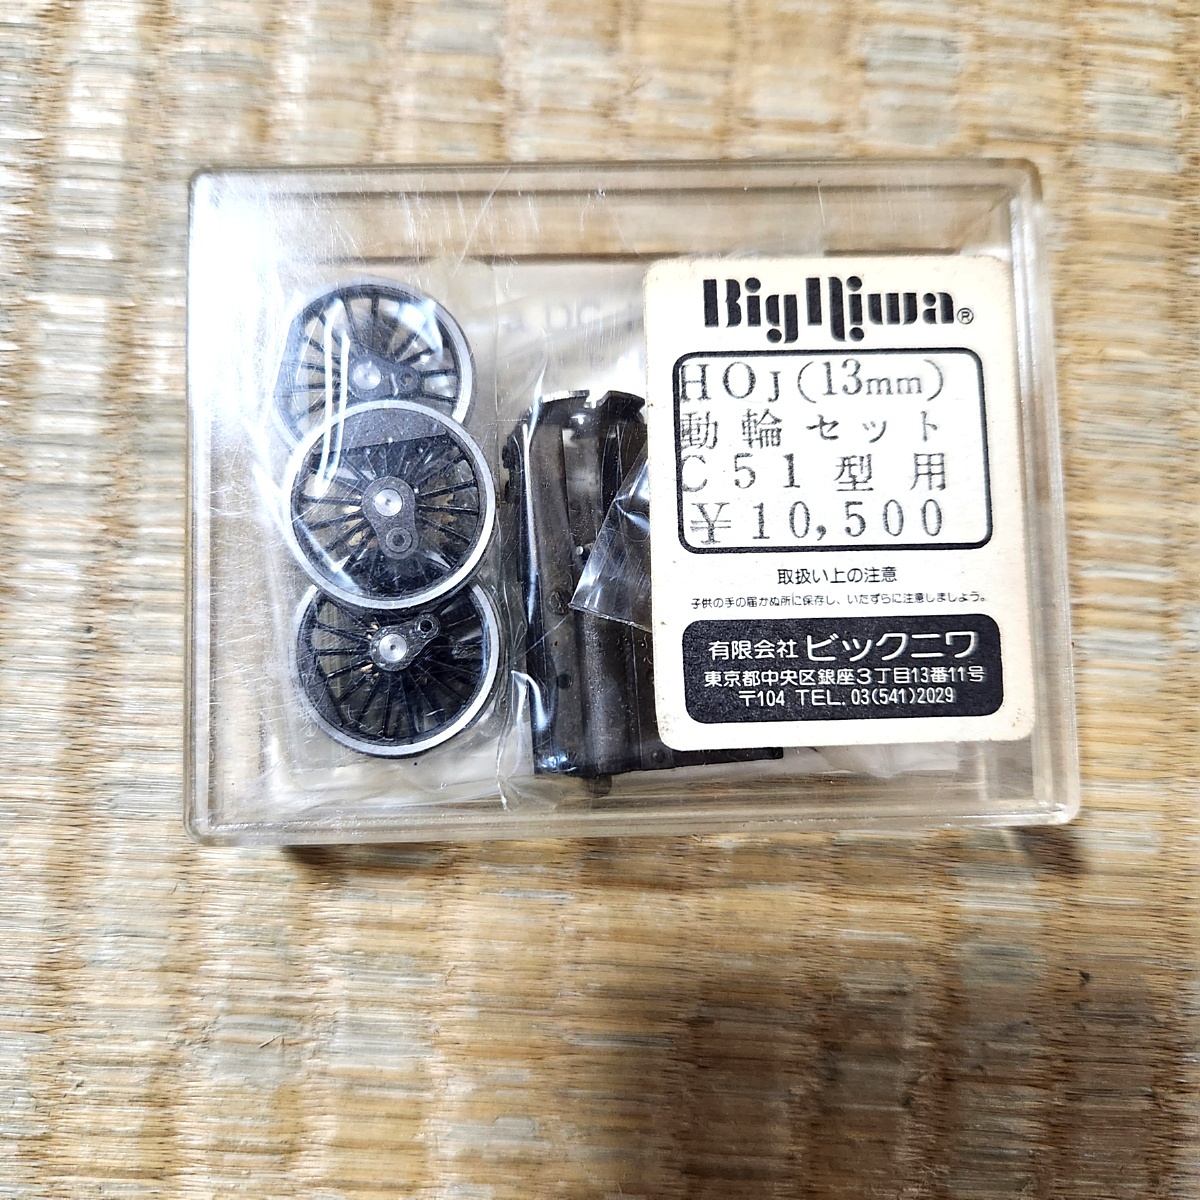 BigNiwa®
HOJ(13mm)
動輪セット
C51型用
¥10,500
取扱い上の注意
子供の手の届かぬ所に保存し、いたずらに注意しましょう。
有限会社 ビックニワ
東京都中央区銀座3丁目13番11号
〒104 TEL. 03(541)2029